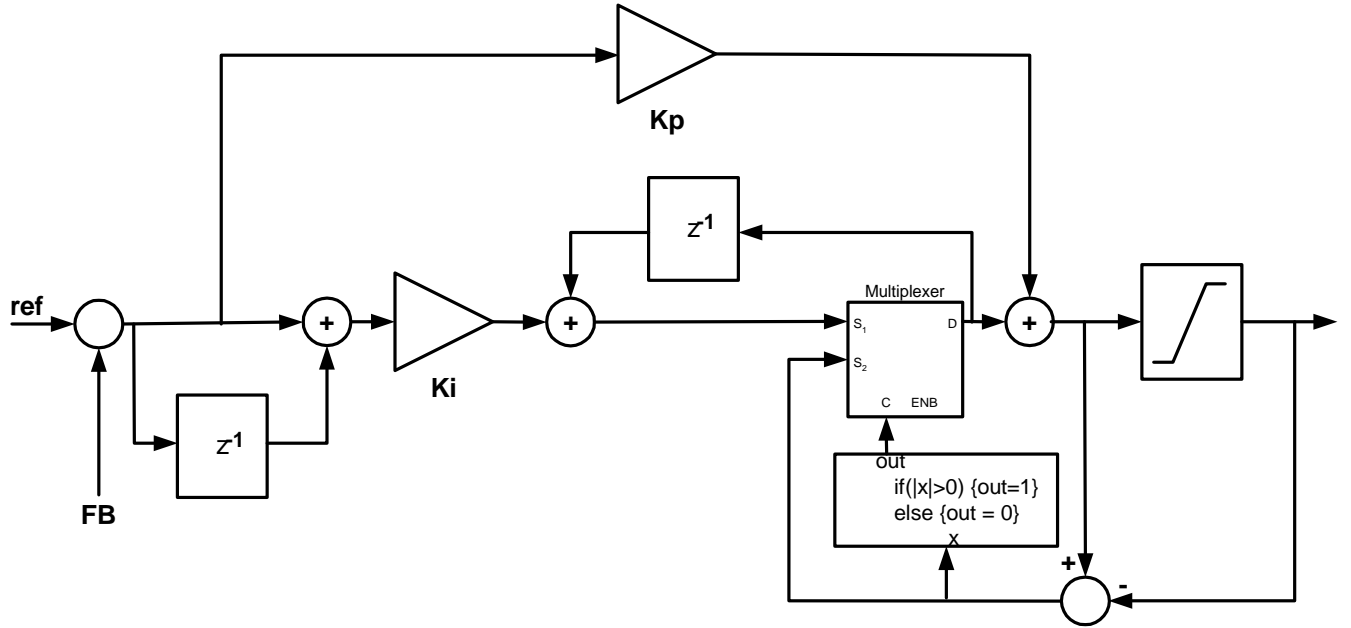 Kp
z-1
Multiplexer
ref
+
+
S1
D
+
S2
Ki
C ENB
z-1
out
if(|x|>0) {out=1}
else {out = 0}
x
FB
+
-